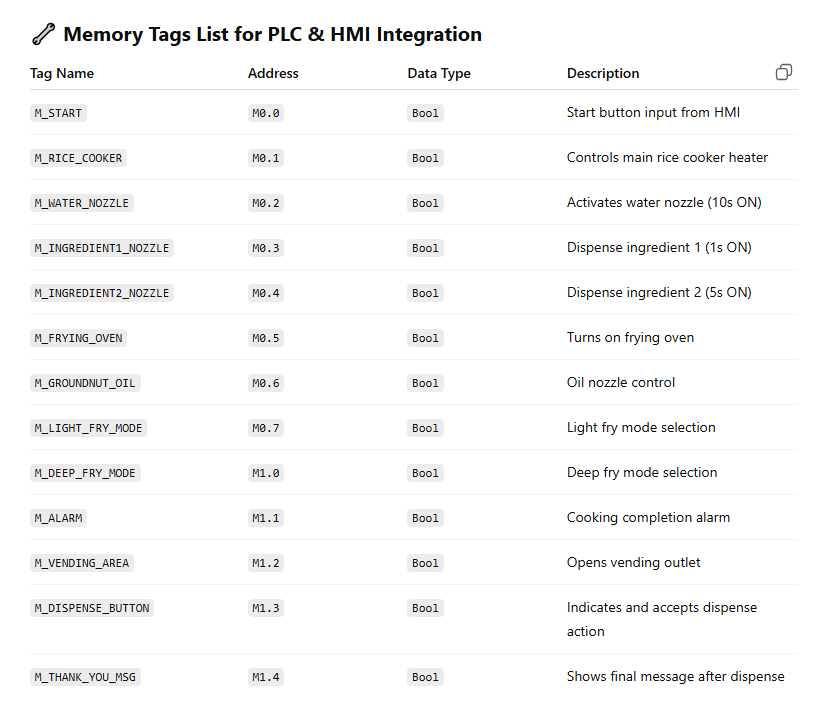 Memory Tags List for PLC & HMI Integration
Tag Name Address Data Type Description
M_START M0.0 Bool Start button input from HMI
M_RICE_COOKER M0.1 Bool Controls main rice cooker heater
M_WATER_NOZZLE M0.2 Bool Activates water nozzle (10s ON)
M_INGREDIENT1_NOZZLE M0.3 Bool Dispense ingredient 1 (1s ON)
M_INGREDIENT2_NOZZLE M0.4 Bool Dispense ingredient 2 (5s ON)
M_FRYING_OVEN M0.5 Bool Turns on frying oven
M_GROUNDNUT_OIL M0.6 Bool Oil nozzle control
M_LIGHT_FRY_MODE M0.7 Bool Light fry mode selection
M_DEEP_FRY_MODE M1.0 Bool Deep fry mode selection
M_ALARM M1.1 Bool Cooking completion alarm
M_VENDING_AREA M1.2 Bool Opens vending outlet
M_DISPENSE_BUTTON M1.3 Bool Indicates and accepts dispense
action
M_THANK_YOU_MSG M1.4 Bool Shows final message after dispense